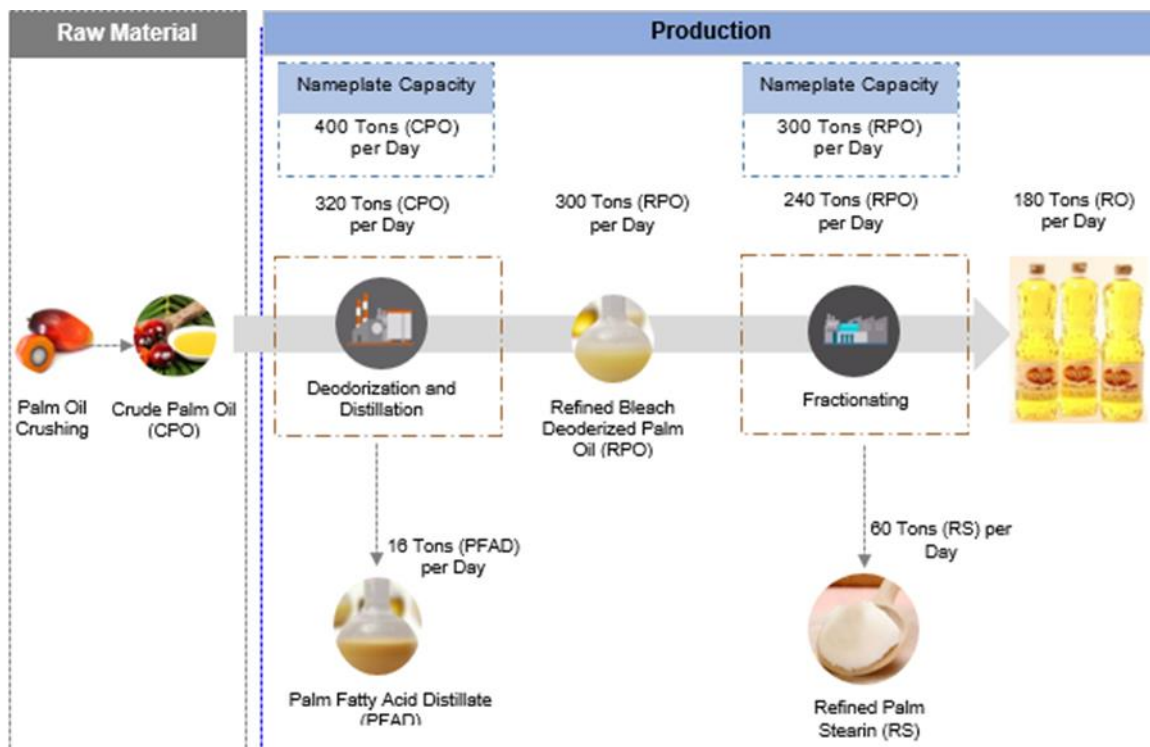 Raw Material
Production
Nameplate Capacity
400 Tons (CPO)
per Day
Nameplate Capacity
300 Tons (RPO)
per Day
320 Tons (CPO)
per Day
300 Tons (RPO)
per Day
240 Tons (RPO)
per Day
180 Tons (RO)
per Day
Palm Oil
Crushing
Crude Palm Oil
(CPO)
Deodorization and
Distillation
Refined Bleach
Deoderized Palm
Oil (RPO)
Fractionating
16 Tons (PFAD)
per Day
60 Tons (RS) per
Day
Palm Fatty Acid Distillate
(PFAD)
Refined Palm
Stearin (RS)